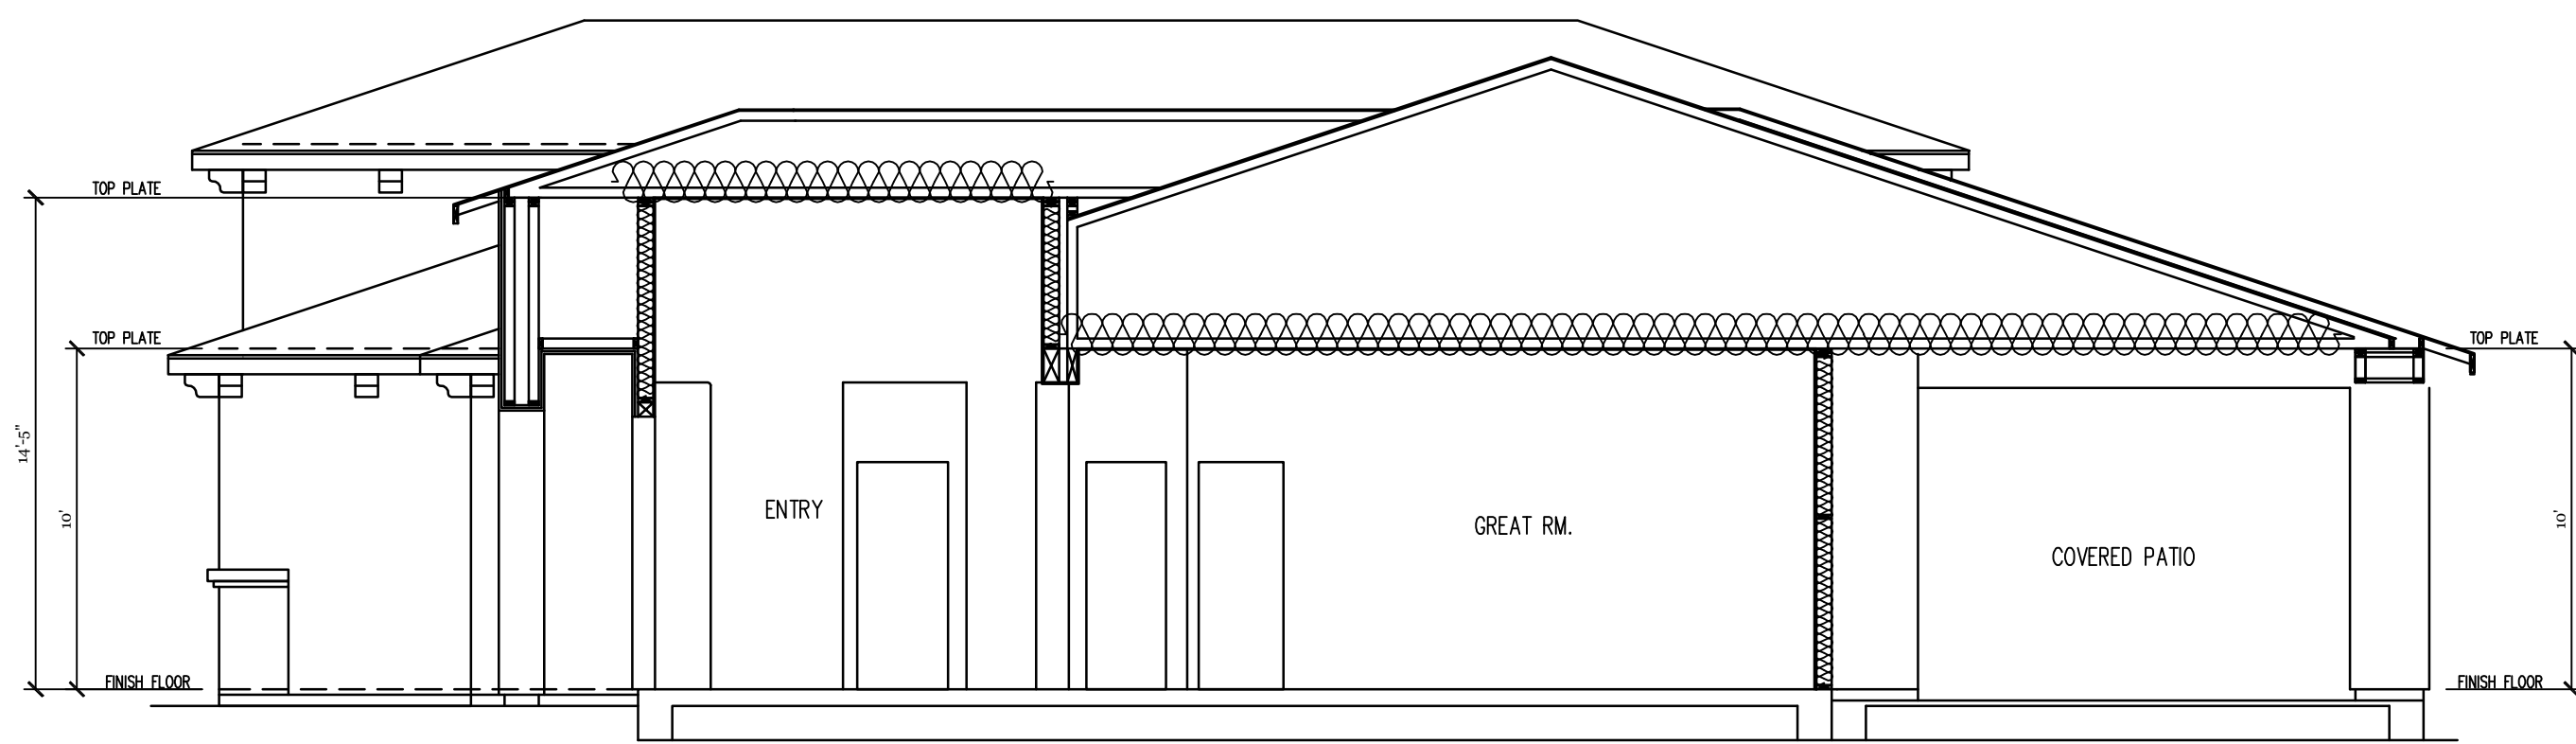 TOP PLATE
TOP PLATE
TOP PLATE
14'-5"
10'
10'
ENTRY
GREAT RM.
COVERED PATIO
FINISH FLOOR
FINISH FLOOR